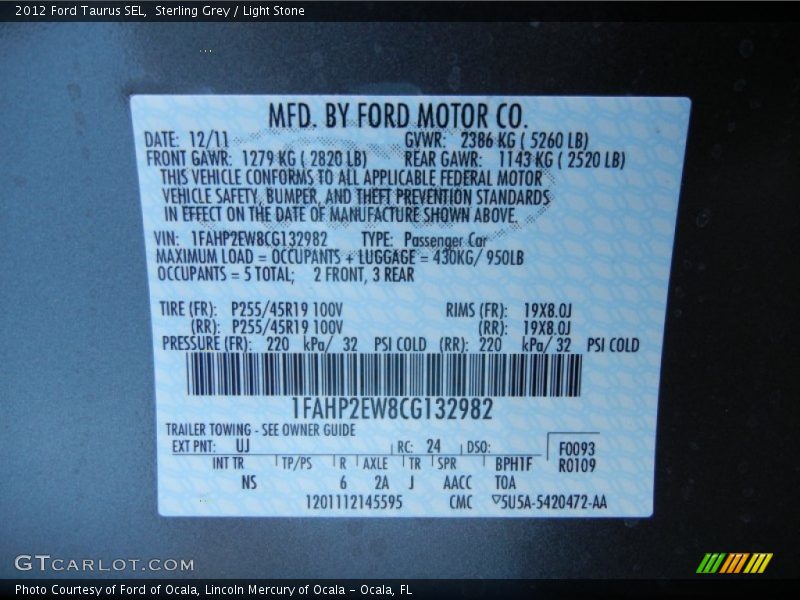 2012 Ford Taurus SEL, Sterling Grey / Light Stone
MFD. BY FORD MOTOR CO.
DATE: 12/11 GVWR: 2386 KG ( 5260 LB)
FRONT GAWR: 1279 KG ( 2820 LB) REAR GAWR: 1143 KG ( 2520 LB)
THIS VEHICLE CONFORMS TO ALL APPLICABLE FEDERAL MOTOR
VEHICLE SAFETY, BUMPER, AND THEFT PREVENTION STANDARDS
IN EFFECT ON THE DATE OF MANUFACTURE SHOWN ABOVE.
VIN: 1FAHP2EW8CG132982 TYPE: Passenger Car
MAXIMUM LOAD = OCCUPANTS + LUGGAGE = 430KG/ 950LB
OCCUPANTS = 5 TOTAL; 2 FRONT, 3 REAR
TIRE (FR): P255/45R19 100V RIMS (FR): 19X8.0J
(RR): P255/45R19 100V (RR): 19X8.0J
PRESSURE (FR): 220 kPa/ 32 PSI COLD (RR): 220 kPa/ 32 PSI COLD
1FAHP2EW8CG132982
TRAILER TOWING - SEE OWNER GUIDE
EXT PNT: UJ RC: 24 DSO: F0093
INT TR TP/PS R AXLE TR SPR BPH1F R0109
NS 6 2A J AACC TOA
1201112145595 CMC ▽5U5A-5420472-AA
GTCARLOT.COM
Photo Courtesy of Ford of Ocala, Lincoln Mercury of Ocala - Ocala, FL